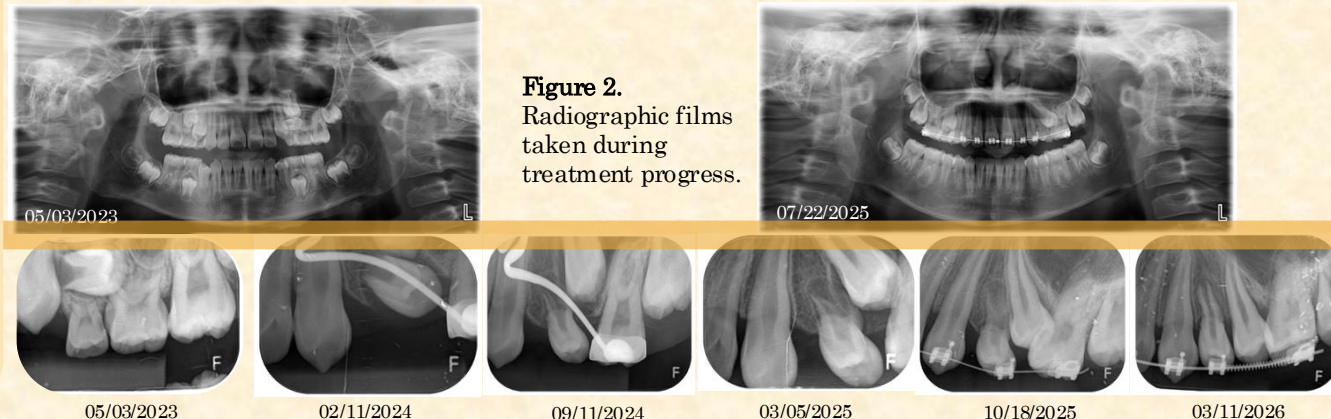 Figure 2.
Radiographic films
taken during
treatment progress.
05/03/2023
L
07/22/2025
L
F
F
F
F
F
F
05/03/2023
02/11/2024
09/11/2024
03/05/2025
10/18/2025
03/11/2026